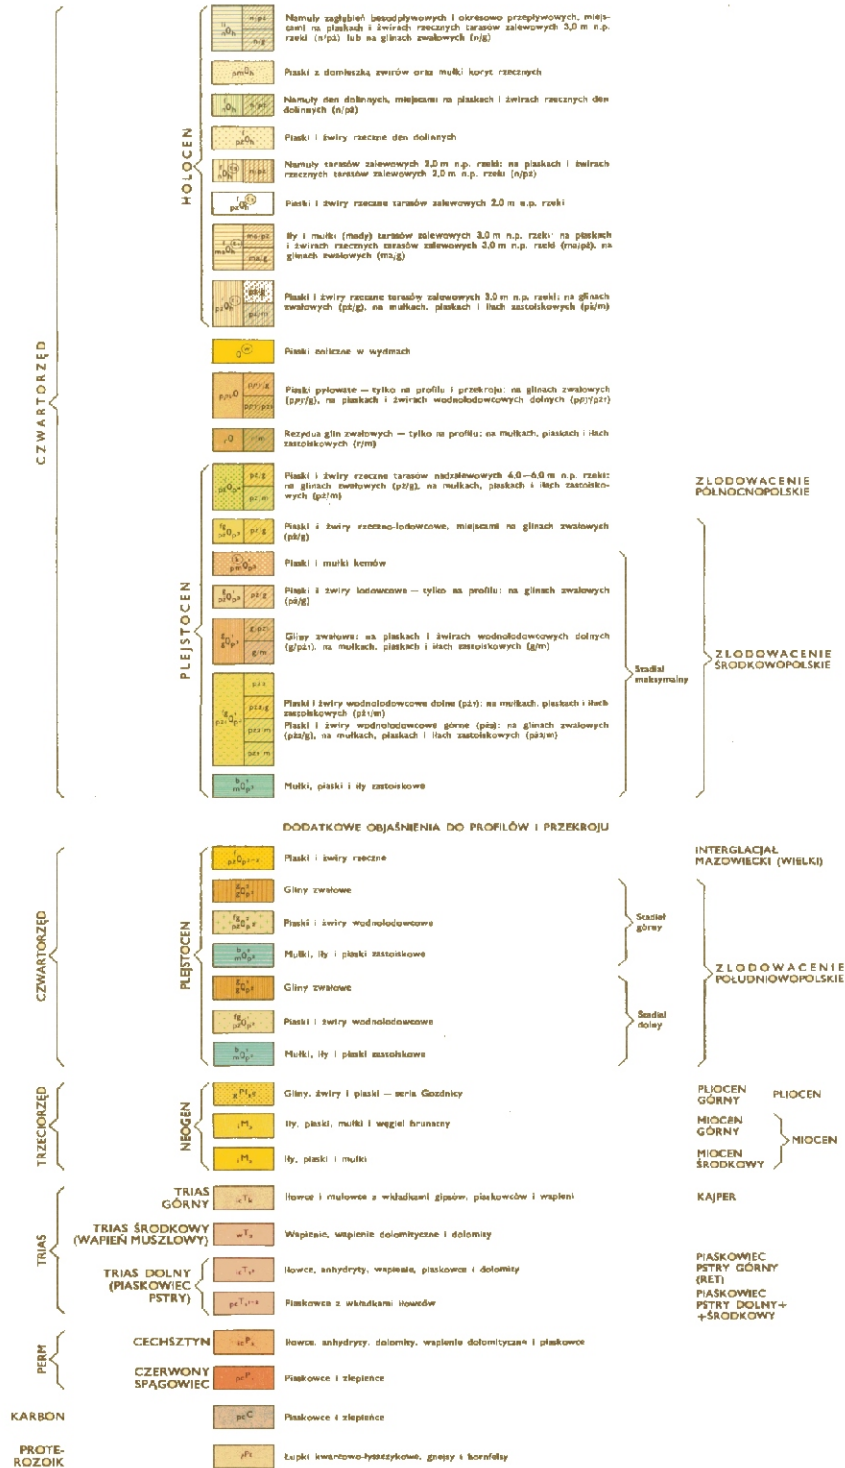 Namuły zagłębień bezodpływowych i okresowo przepływowych, miejs-
cami na piaskach i żwirach rzecznych tarasów zalewowych 3,0 m n.p.
rzeki (n/pż) lub na glinach zwałowych (n/g)
Piaski z domieszką żwirów oraz mułki koryt rzecznych
Namuły den dolinnych, miejscami na piaskach i żwirach rzecznych den
dolinnych (n/pż)
Piaski i żwiry rzeczne den dolinnych
Namuły tarasów zalewowych 2,0 m n.p. rzeki: na piaskach i żwirach
rzecznych tarasów zalewowych 2,0 m n.p. rzeki (n/pż)
Piaski i żwiry rzeczne tarasów zalewowych 2,0 m n.p. rzeki
Iły i mułki (mady) tarasów zalewowych 3,0 m n.p. rzeki: na piaskach
i żwirach rzecznych tarasów zalewowych 3,0 m n.p. rzeki (ma/pż), na
glinach zwałowych (ma/g)
Piaski i żwiry rzeczne tarasów zalewowych 3,0 m n.p. rzeki: na glinach
zwałowych (pż/g), na mułkach, piaskach i iłach zastoiskowych (pż/m)
HOLOCEN
Piaski eoliczne w wydmach
Piaski pyłowate — tylko na profilu i przekroju: na glinach zwałowych
(ppy/g), na piaskach i żwirach wodnolodowcowych dolnych (ppy/pż1)
Rezydua glin zwałowych — tylko na profilu: na mułkach, piaskach i iłach
zastoiskowych (r/m)
CZWARTORZĘD
Piaski i żwiry rzeczne tarasów nadzalewowych 4,0—6,0 m n.p. rzeki:
na glinach zwałowych (pż/g), na mułkach, piaskach i iłach zastoisko-
wych (pż/m)
ZLODOWACENIE
PÓŁNOCNOPOLSKIE
Piaski i żwiry rzeczno-lodowcowe, miejscami na glinach zwałowych
(pż/g)
Piaski i mułki kemów
Piaski i żwiry lodowcowe — tylko na profilu: na glinach zwałowych
(pż/g)
PLEJSTOCEN
Gliny zwałowe: na piaskach i żwirach wodnolodowcowych dolnych
(g/pż1), na mułkach, piaskach i iłach zastoiskowych (g/m)
Stadiał
maksymalny
ZLODOWACENIE
ŚRODKOWOPOLSKIE
Piaski i żwiry wodnolodowcowe dolne (pż1): na mułkach, piaskach i iłach
zastoiskowych (pż1/m)
Piaski i żwiry wodnolodowcowe górne (pż2): na glinach zwałowych
(pż2/g), na mułkach, piaskach i iłach zastoiskowych (pż2/m)
Mułki, piaski i iły zastoiskowe
DODATKOWE OBJAŚNIENIA DO PROFILÓW I PRZEKROJU
Piaski i żwiry rzeczne
INTERGLACJAŁ
MAZOWIECKI (WIELKI)
Gliny zwałowe
Piaski i żwiry wodnolodowcowe
Stadiał
górny
CZWARTORZĘD
PLEJSTOCEN
Mułki, iły i piaski zastoiskowe
ZLODOWACENIE
POŁUDNIOWOPOLSKIE
Gliny zwałowe
Piaski i żwiry wodnolodowcowe
Stadiał
dolny
Mułki, iły i piaski zastoiskowe
TRZECIORZĘD
NEOGEN
Gliny, żwiry i piaski — seria Gozdnicy
PLIOCEN
GÓRNY
PLIOCEN
Iły, piaski, mułki i węgiel brunatny
MIOCEN
GÓRNY
MIOCEN
Iły, piaski i mułki
MIOCEN
ŚRODKOWY
TRIAS
TRIAS
GÓRNY
Iłowce i mułowce z wkładkami gipsów, piaskowców i wapieni
KAJPER
TRIAS ŚRODKOWY
(WAPIEŃ MUSZLOWY)
Wapienie, wapienie dolomityczne i dolomity
TRIAS DOLNY
(PIASKOWIEC
PSTRY)
Iłowce, anhydryty, wapienie, piaskowce i dolomity
PIASKOWIEC
PSTRY GÓRNY
(RET)
Piaskowce z wkładkami iłowców
PIASKOWIEC
PSTRY DOLNY+
+ŚRODKOWY
PERM
CECHSZTYN
Iłowce, anhydryty, dolomity, wapienie dolomityczne i piaskowce
CZERWONY
SPĄGOWIEC
Piaskowce i zlepieńce
KARBON
pcC
Piaskowce i zlepieńce
PROTE-
ROZOIK
Łupki kwarcowo-łyszczykowe, gnejsy i hornfelsy